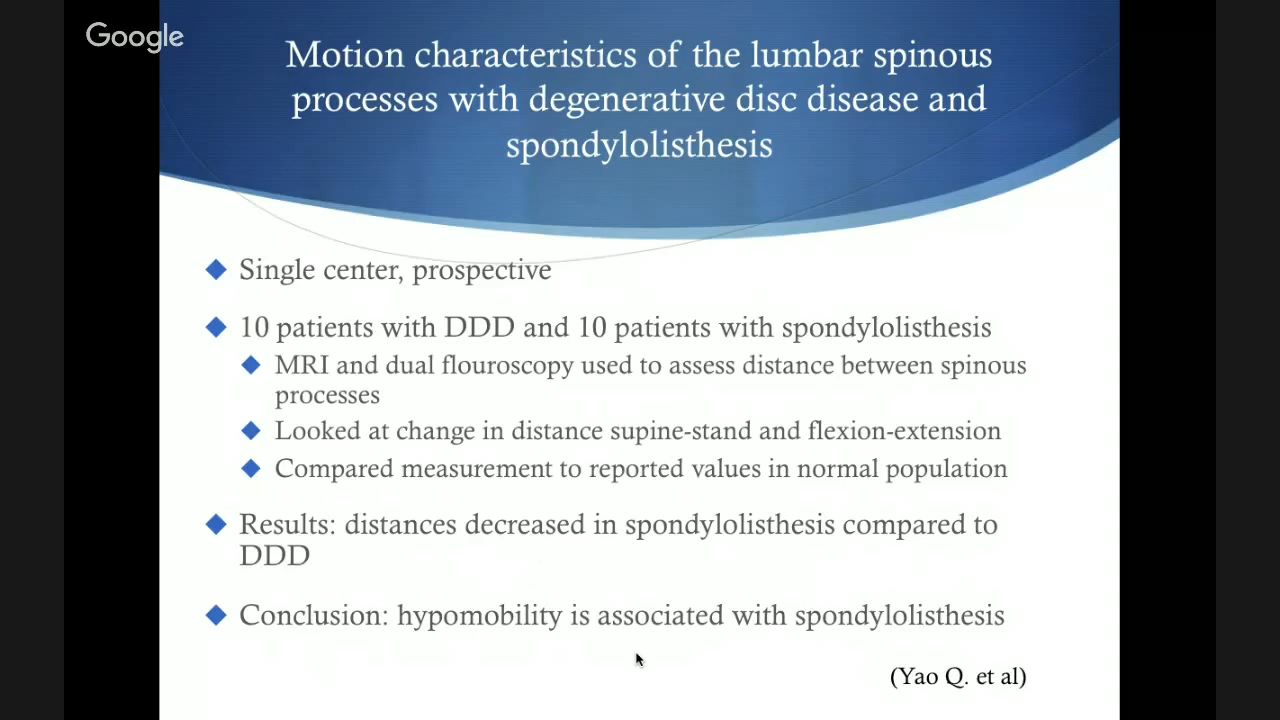 Google
Motion characteristics of the lumbar spinous
processes with degenerative disc disease and
spondylolisthesis
Single center, prospective
10 patients with DDD and 10 patients with spondylolisthesis
MRI and dual flouroscopy used to assess distance between spinous
processes
Looked at change in distance supine-stand and flexion-extension
Compared measurement to reported values in normal population
Results: distances decreased in spondylolisthesis compared to
DDD
Conclusion: hypomobility is associated with spondylolisthesis
(Yao Q. et al)